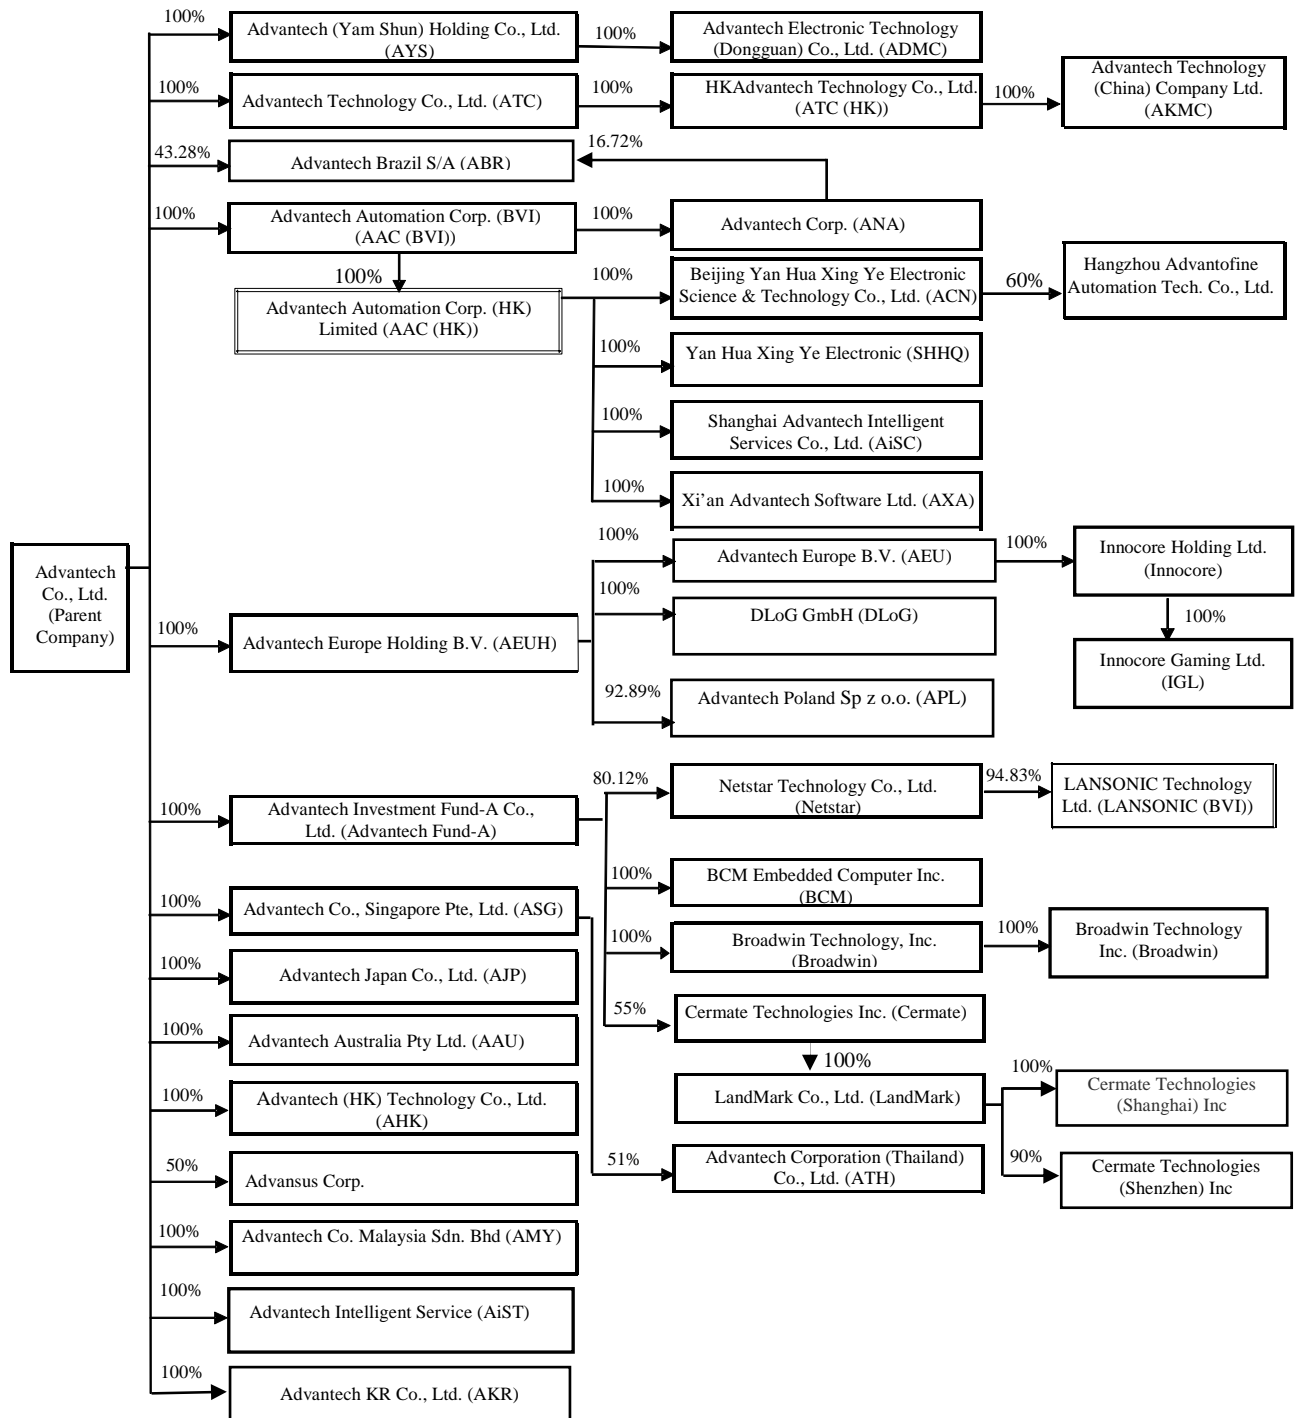 100%
Advantech (Yam Shun) Holding Co., Ltd.
(AYS)
100%
Advantech Electronic Technology
(Dongguan) Co., Ltd. (ADMC)
100%
Advantech Technology Co., Ltd. (ATC)
100%
HKAdvantech Technology Co., Ltd.
(ATC (HK))
100%
Advantech Technology
(China) Company Ltd.
(AKMC)
43.28%
Advantech Brazil S/A (ABR)
16.72%
100%
Advantech Automation Corp. (BVI)
(AAC (BVI))
100%
Advantech Corp. (ANA)
100%
Advantech Automation Corp. (HK)
Limited (AAC (HK))
100%
Beijing Yan Hua Xing Ye Electronic
Science & Technology Co., Ltd. (ACN)
60%
Hangzhou Advantofine
Automation Tech. Co., Ltd.
100%
Yan Hua Xing Ye Electronic (SHHQ)
100%
Shanghai Advantech Intelligent
Services Co., Ltd. (AiSC)
100%
Xi'an Advantech Software Ltd. (AXA)
Advantech
Co., Ltd.
(Parent
Company)
100%
Advantech Europe Holding B.V. (AEUH)
100%
Advantech Europe B.V. (AEU)
100%
Innocore Holding Ltd.
(Innocore)
100%
DLoG GmbH (DLoG)
100%
Innocore Gaming Ltd.
(IGL)
92.89%
Advantech Poland Sp z o.o. (APL)
100%
Advantech Investment Fund-A Co.,
Ltd. (Advantech Fund-A)
80.12%
Netstar Technology Co., Ltd.
(Netstar)
94.83%
LANSONIC Technology
Ltd. (LANSONIC (BVI))
100%
BCM Embedded Computer Inc.
(BCM)
100%
Advantech Co., Singapore Pte, Ltd. (ASG)
100%
Broadwin Technology, Inc.
(Broadwin)
100%
Broadwin Technology
Inc. (Broadwin)
100%
Advantech Japan Co., Ltd. (AJP)
55%
Cermate Technologies Inc. (Cermate)
100%
Advantech Australia Pty Ltd. (AAU)
100%
LandMark Co., Ltd. (LandMark)
100%
Cermate Technologies
(Shanghai) Inc
100%
Advantech (HK) Technology Co., Ltd.
(AHK)
51%
Advantech Corporation (Thailand)
Co., Ltd. (ATH)
90%
Cermate Technologies
(Shenzhen) Inc
50%
Advansus Corp.
100%
Advantech Co. Malaysia Sdn. Bhd (AMY)
100%
Advantech Intelligent Service (AiST)
100%
Advantech KR Co., Ltd. (AKR)